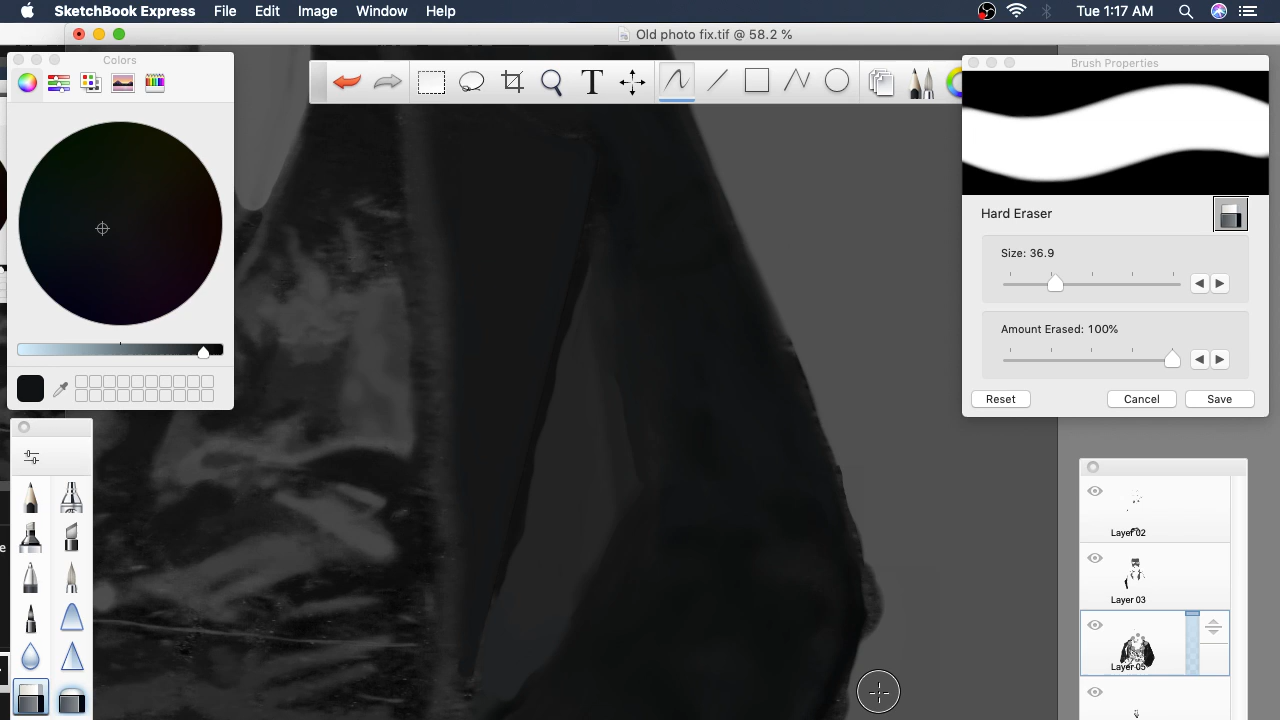 SketchBook Express File Edit Image Window Help Tue 1:17 AM
Old photo fix.tif @ 58.2 %
Colors
T
Brush Properties
Hard Eraser
Size: 36.9
Amount Erased: 100%
Reset Cancel Save
Layer 02
Layer 03
Layer 05